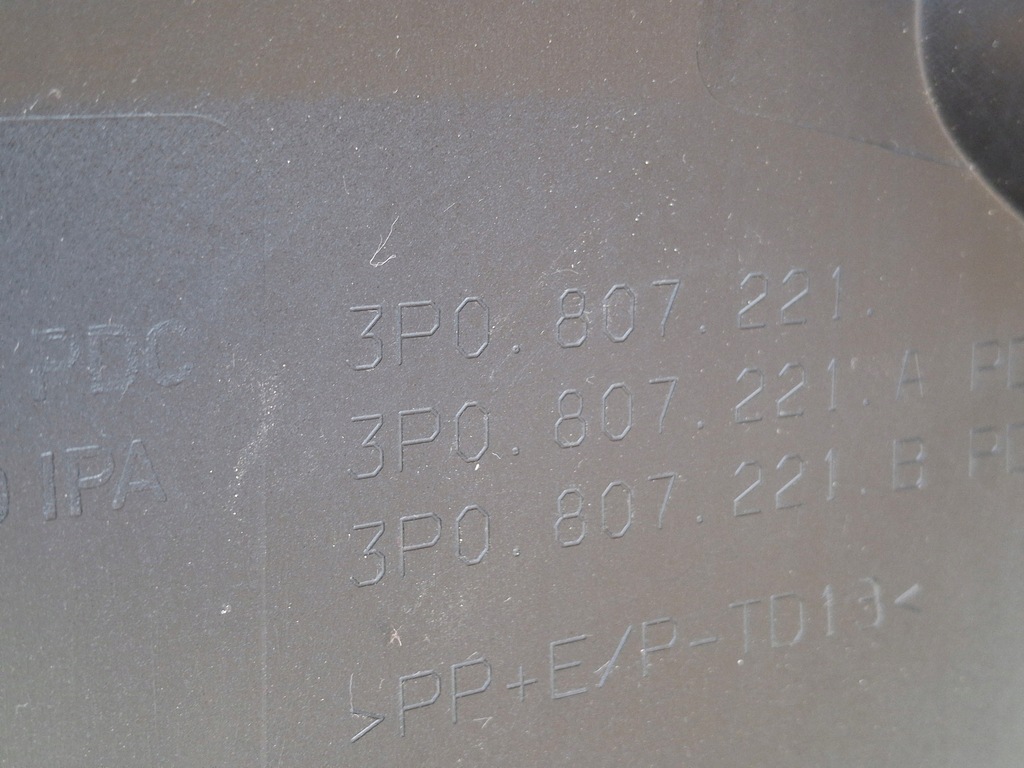 PDC
IPA
3P0.807.221.
3P0.807.221.A
3P0.807.221.B
>PP+E/P-TD13<